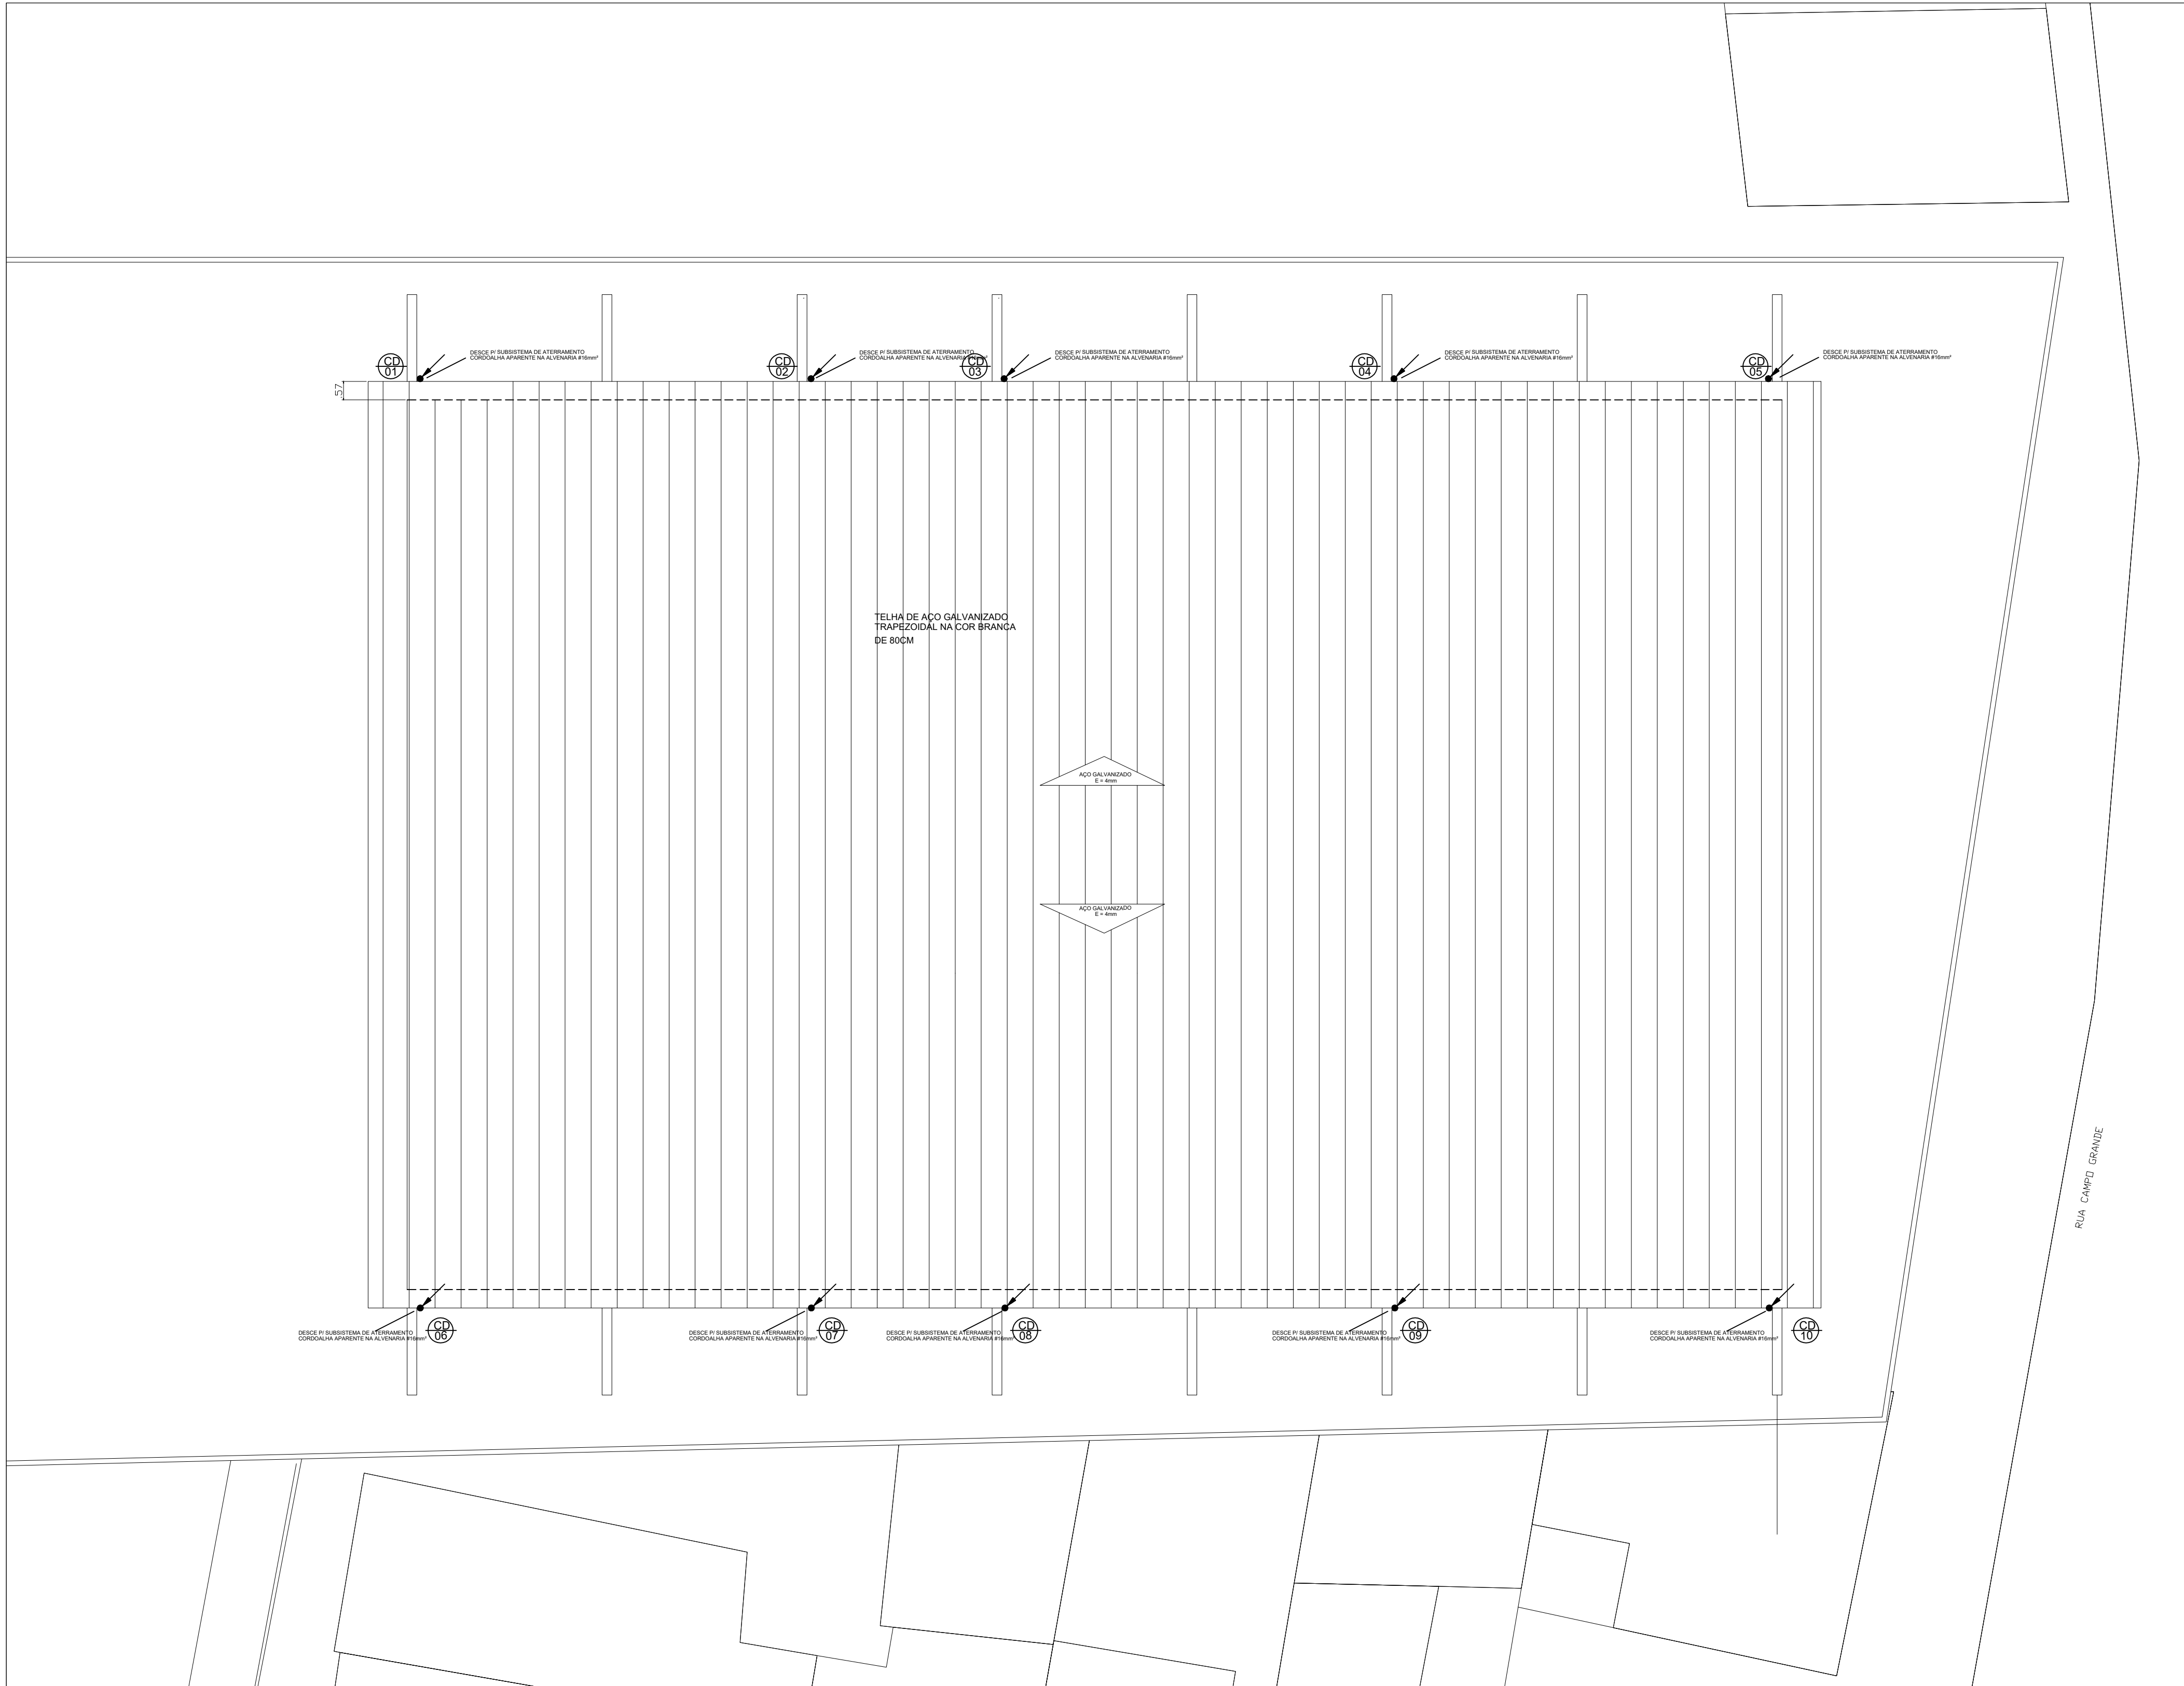 CD
01
DESCE P/ SUBSISTEMA DE ATERRAMENTO
CORDOALHA APARENTE NA ALVENARIA #16mm²
CD
02
DESCE P/ SUBSISTEMA DE ATERRAMENTO
CORDOALHA APARENTE NA ALVENARIA #16mm²
CD
03
DESCE P/ SUBSISTEMA DE ATERRAMENTO
CORDOALHA APARENTE NA ALVENARIA #16mm²
CD
04
DESCE P/ SUBSISTEMA DE ATERRAMENTO
CORDOALHA APARENTE NA ALVENARIA #16mm²
CD
05
DESCE P/ SUBSISTEMA DE ATERRAMENTO
CORDOALHA APARENTE NA ALVENARIA #16mm²
.57
TELHA DE AÇO GALVANIZADO
TRAPEZOIDAL NA COR BRANCA
DE 80CM
AÇO GALVANIZADO
E = 4mm
AÇO GALVANIZADO
E = 4mm
RUA CAMPO GRANDE
DESCE P/ SUBSISTEMA DE ATERRAMENTO
CORDOALHA APARENTE NA ALVENARIA #16mm²
CD
06
DESCE P/ SUBSISTEMA DE ATERRAMENTO
CORDOALHA APARENTE NA ALVENARIA #16mm²
CD
07
DESCE P/ SUBSISTEMA DE ATERRAMENTO
CORDOALHA APARENTE NA ALVENARIA #16mm²
CD
08
DESCE P/ SUBSISTEMA DE ATERRAMENTO
CORDOALHA APARENTE NA ALVENARIA #16mm²
CD
09
DESCE P/ SUBSISTEMA DE ATERRAMENTO
CORDOALHA APARENTE NA ALVENARIA #16mm²
CD
10